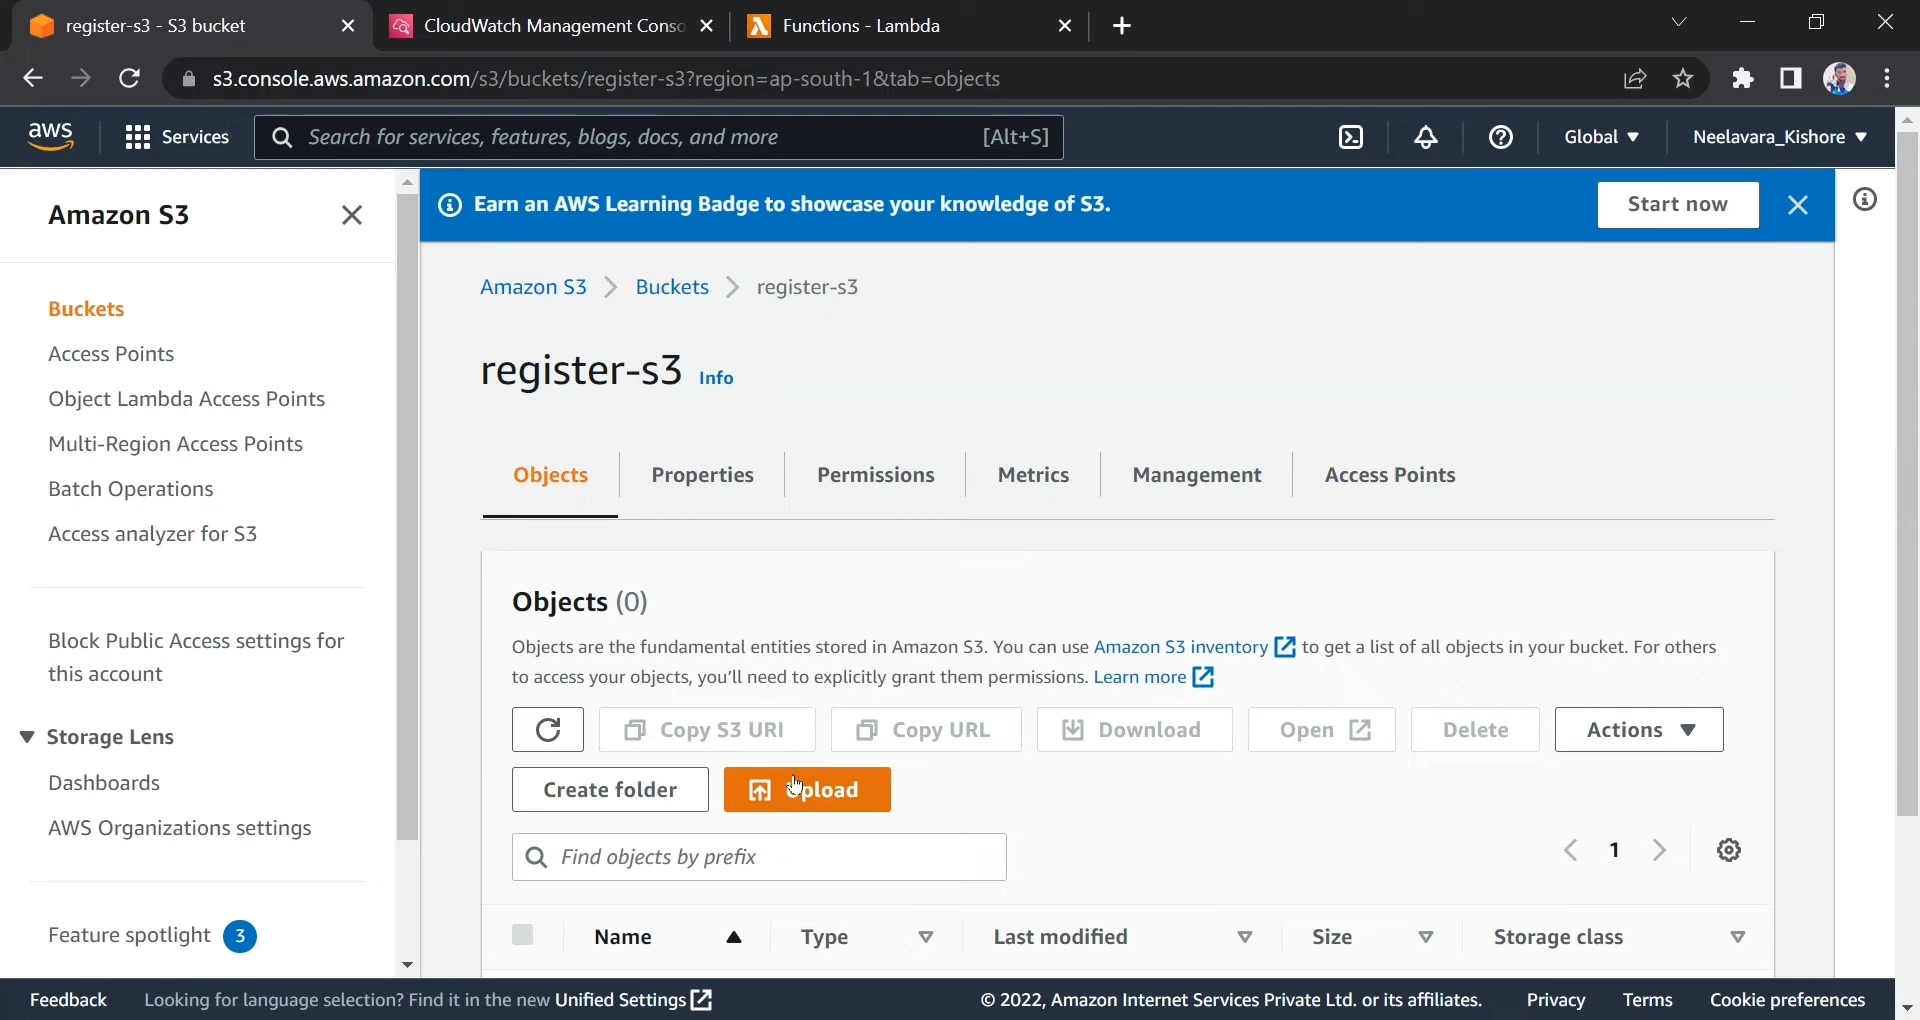 register-s3 - S3 bucket
CloudWatch Management Conso
Functions - Lambda
s3.console.aws.amazon.com/s3/buckets/register-s3?region=ap-south-1&tab=objects
aws
Services
Search for services, features, blogs, docs, and more [Alt+S]
Global
Neelavara_Kishore
Amazon S3
Earn an AWS Learning Badge to showcase your knowledge of S3.
Start now
Buckets
Access Points
Object Lambda Access Points
Multi-Region Access Points
Batch Operations
Access analyzer for S3
Block Public Access settings for
this account
Storage Lens
Dashboards
AWS Organizations settings
Feature spotlight 3
Amazon S3 > Buckets > register-s3
register-s3 Info
Objects
Properties
Permissions
Metrics
Management
Access Points
Objects (0)
Objects are the fundamental entities stored in Amazon S3. You can use Amazon S3 inventory to get a list of all objects in your bucket. For others
to access your objects, you'll need to explicitly grant them permissions. Learn more
Copy S3 URI
Copy URL
Download
Open
Delete
Actions
Create folder
Upload
Find objects by prefix
1
Name
Type
Last modified
Size
Storage class
Feedback
Looking for language selection? Find it in the new Unified Settings
© 2022, Amazon Internet Services Private Ltd. or its affiliates.
Privacy
Terms
Cookie preferences